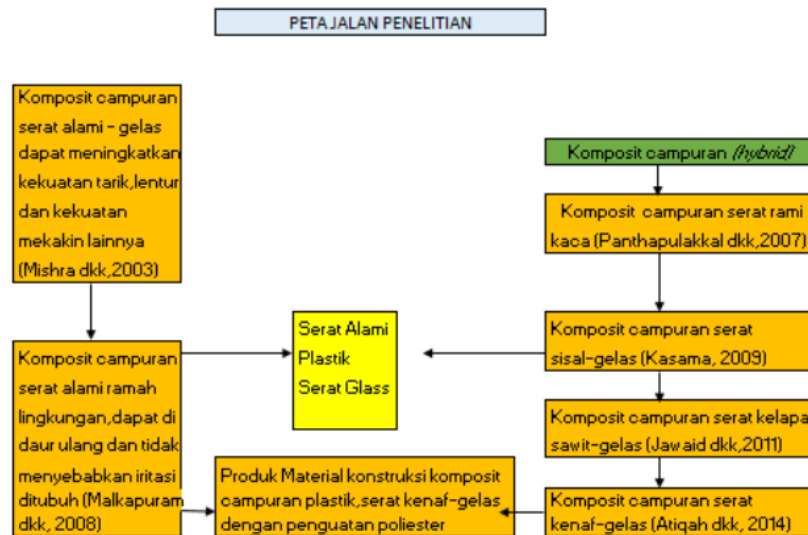 PETA JALAN PENELITIAN
Komposit campuran
serat alami - gelas
dapat meningkatkan
kekuatan tarik,lentur
dan kekuatan
mekakin lainnya
(Mishra dkk,2003)
Komposit campuran
serat alami ramah
lingkungan,dapat di
daur ulang dan tidak
menyebabkan iritasi
ditubuh (Malkapuram
dkk, 2008)
Serat Alami
Plastik
Serat Glass
Produk Material konstruksi komposit
campuran plastik,serat kenaf-gelas
dengan penguatan poliester
Komposit campuran (hybrid)
Komposit campuran serat rami
kaca (Panthapulakkal dkk,2007)
Komposit campuran serat
sisal-gelas (Kasama, 2009)
Komposit campuran serat kelapa
sawit-gelas (Jawaid dkk,2011)
Komposit campuran serat
kenaf-gelas (Atiqah dkk, 2014)